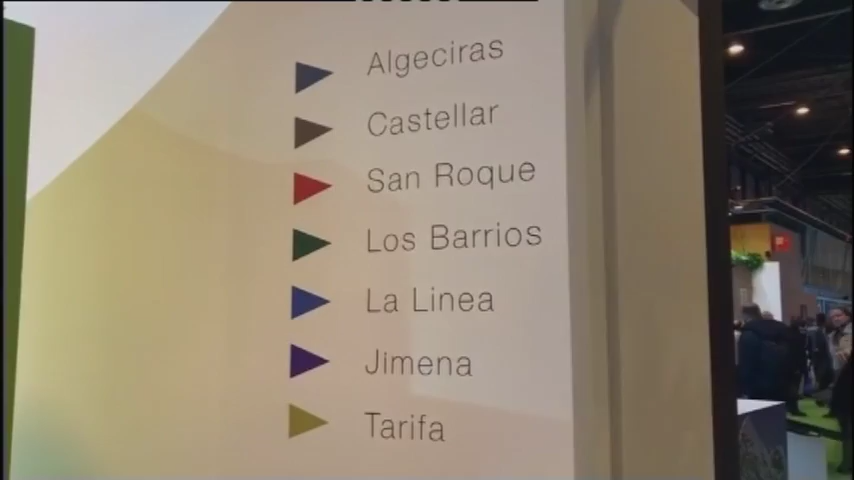 Algeciras
Castellar
San Roque
Los Barrios
La Linea
Jimena
Tarifa